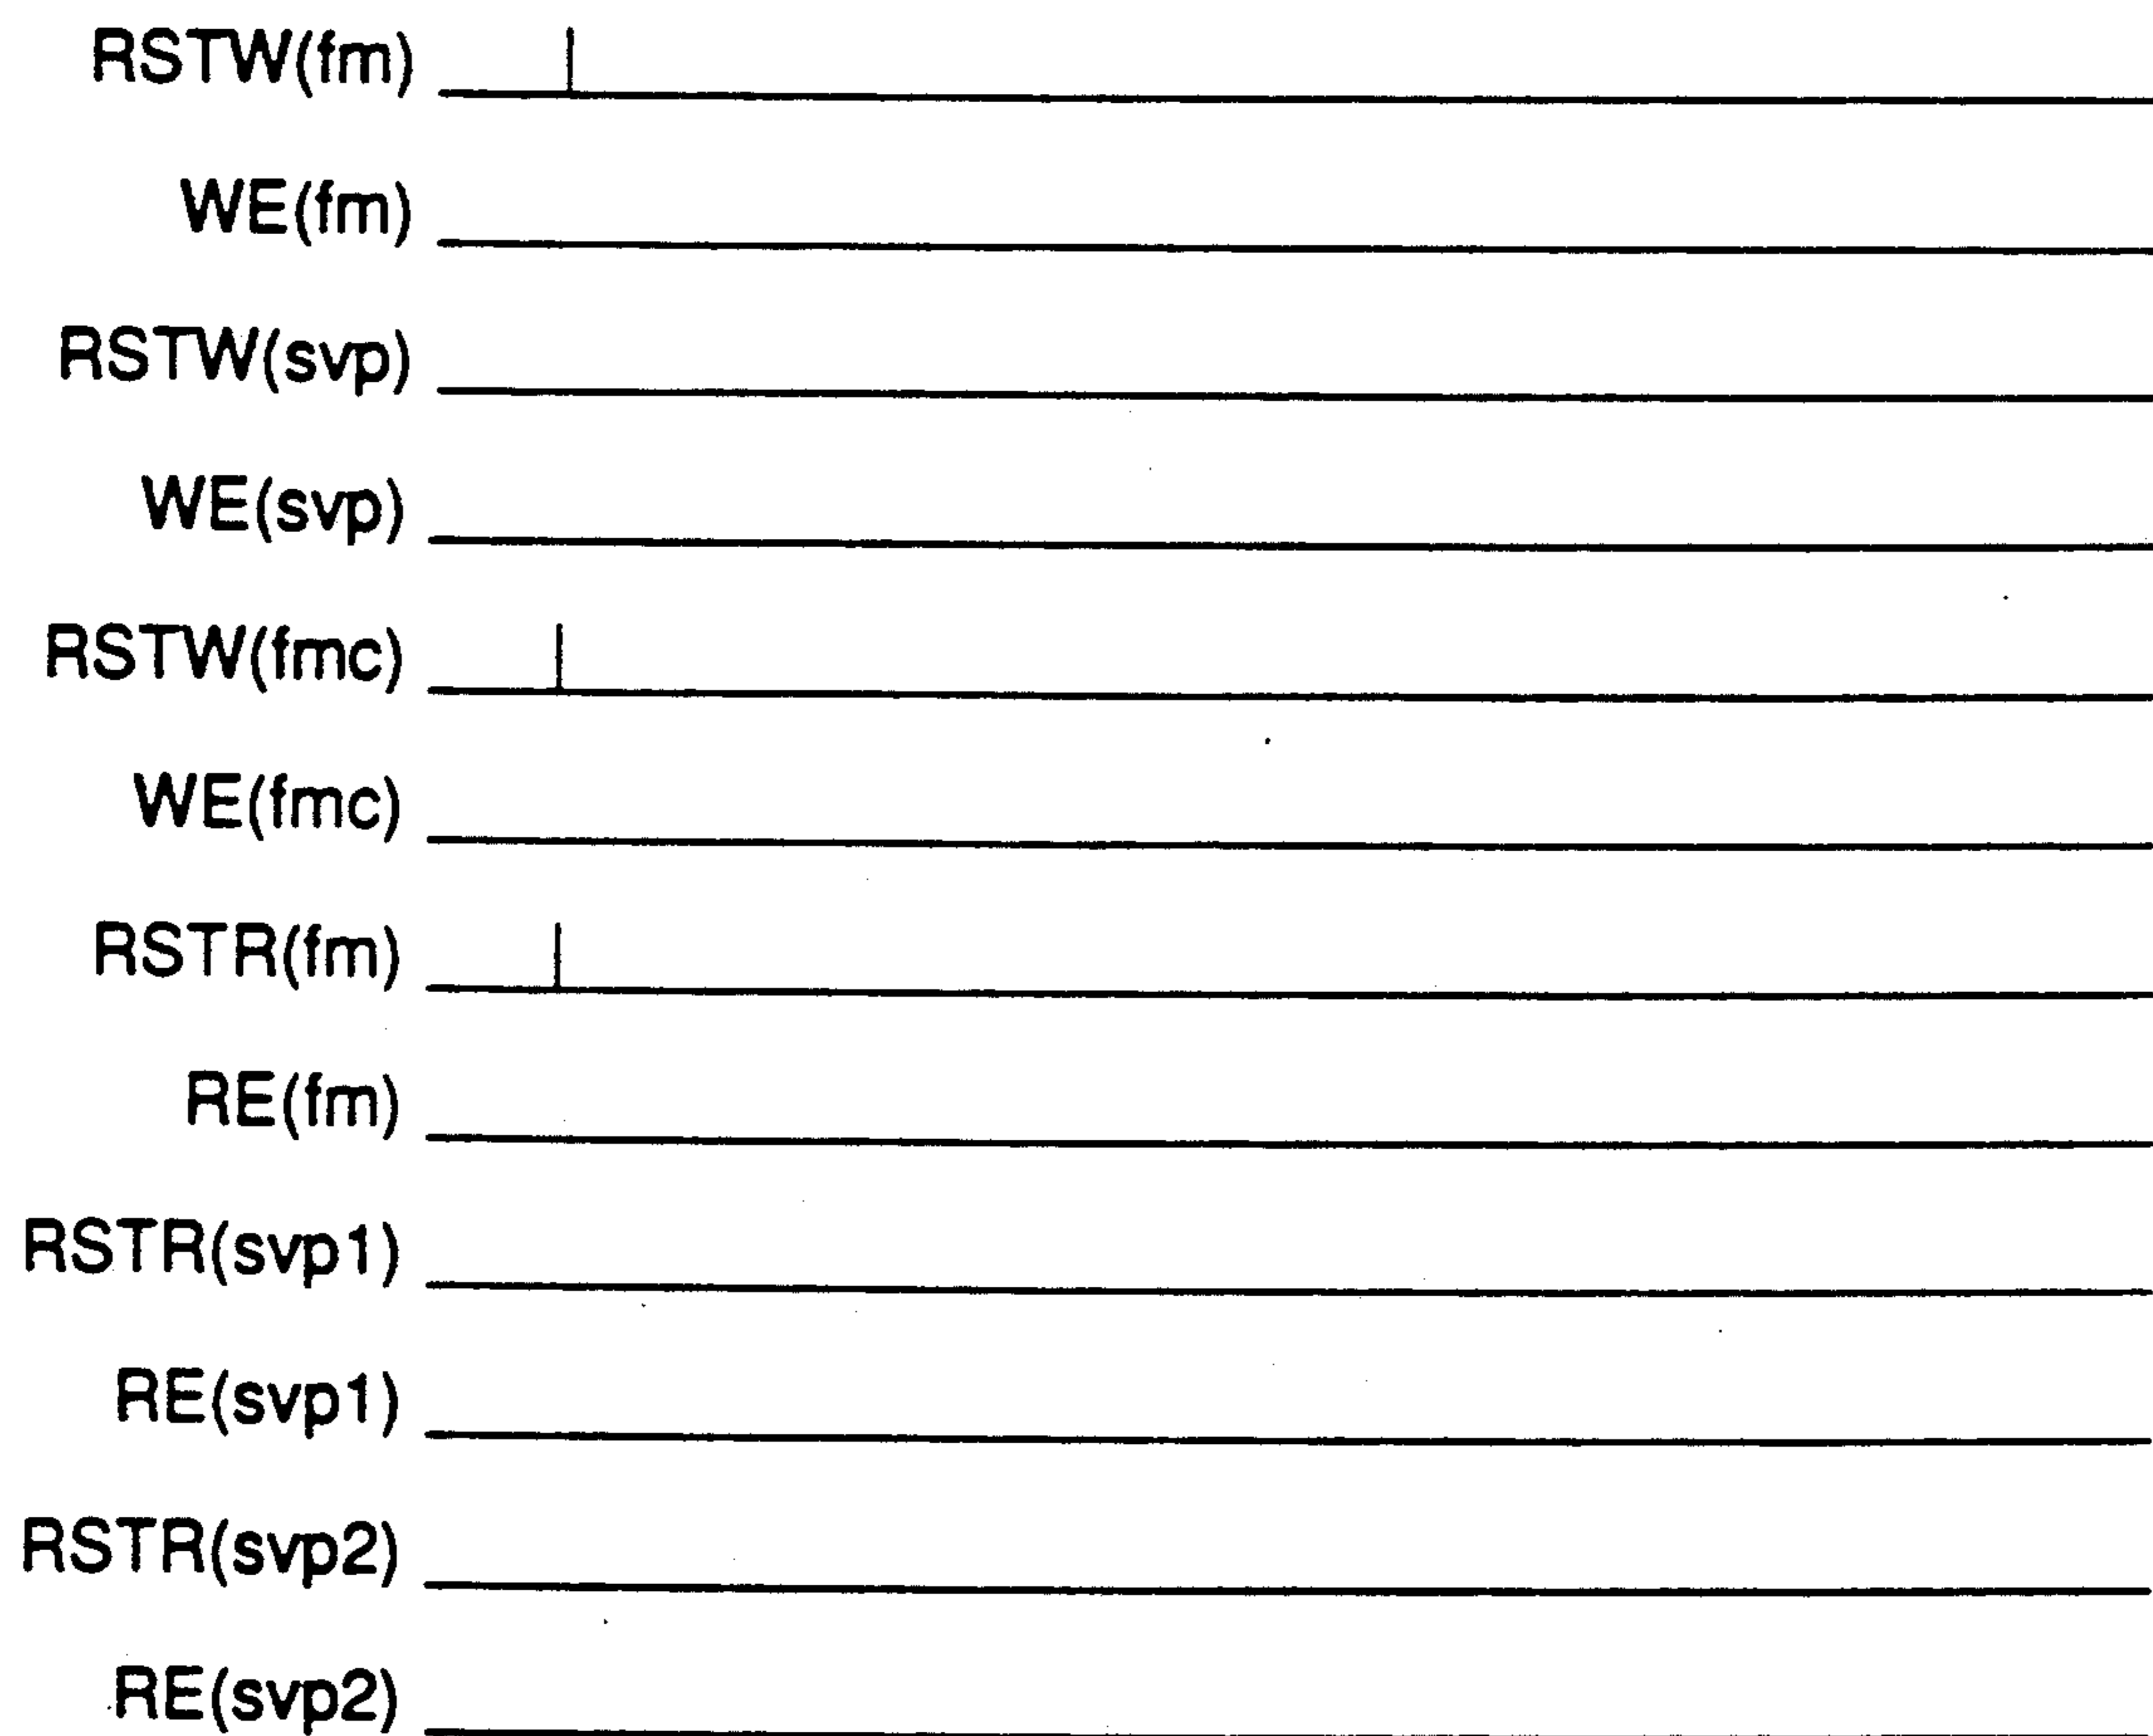 RSTW(fm)
WE(fm)
RSTW(svp)
WE(svp)
RSTW(fmc)
WE(fmc)
RSTR(fm)
RE(fm)
RSTR(svp1)
RE(svp1)
RSTR(svp2)
RE(svp2)